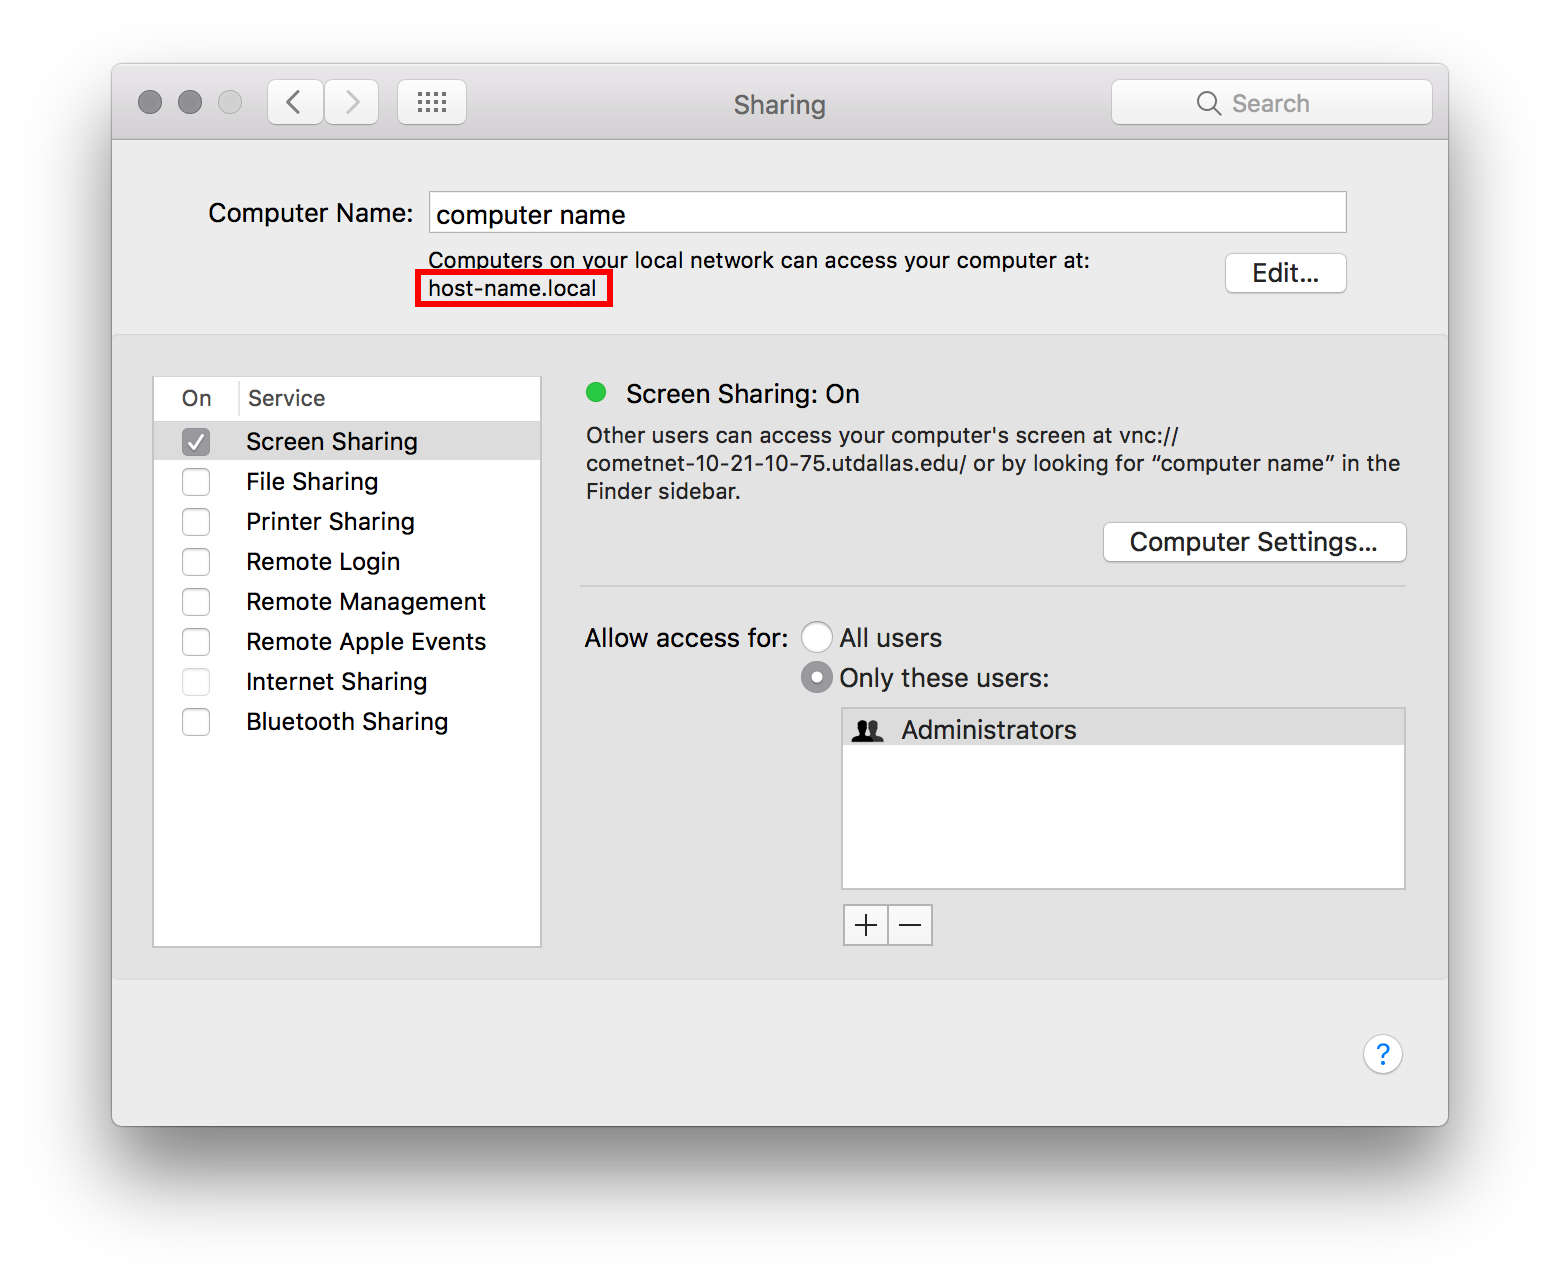 Sharing
Search
Computer Name:
computer name
Computers on your local network can access your computer at:
host-name.local
Edit...
On
Service
Screen Sharing
File Sharing
Printer Sharing
Remote Login
Remote Management
Remote Apple Events
Internet Sharing
Bluetooth Sharing
Screen Sharing: On
Other users can access your computer's screen at vnc://
cometnet-10-21-10-75.utdallas.edu/ or by looking for “computer name” in the
Finder sidebar.
Computer Settings...
Allow access for:
All users
Only these users:
Administrators
?